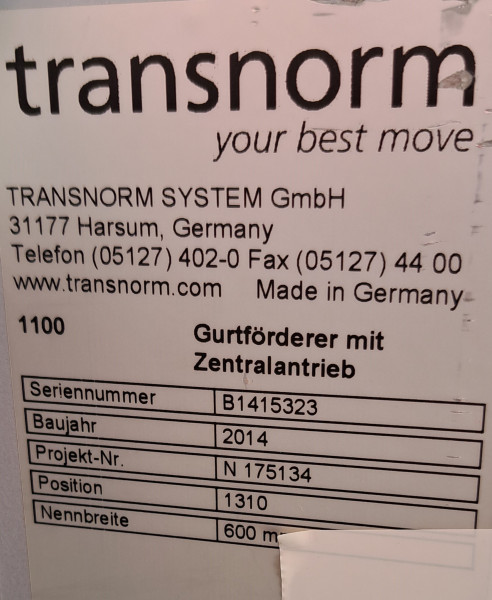 transnorm
your best move
TRANSNORM SYSTEM GmbH
31177 Harsum, Germany
Telefon (05127) 402-0 Fax (05127) 44 00
www.transnorm.com Made in Germany
1100 Gurtförderer mit
Zentralantrieb
Seriennummer B1415323
Baujahr 2014
Projekt-Nr. N 175134
Position 1310
Nennbreite 600